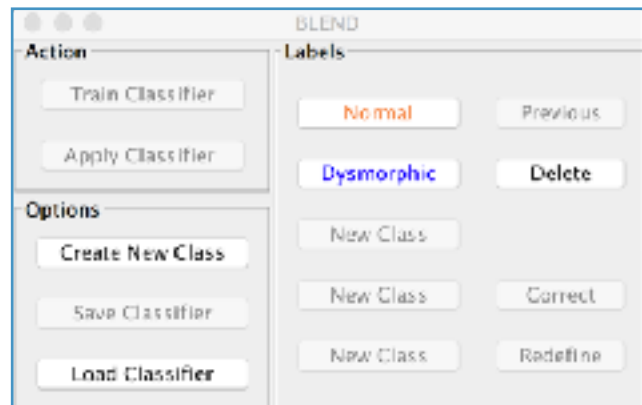 BLEND
Action
Train Classifier
Apply Classifier
Options
Create New Class
Save Classifier
Load Classifier
Labels
Normal Previous
Dysmorphic Delete
New Class
New Class Correct
New Class Redefine